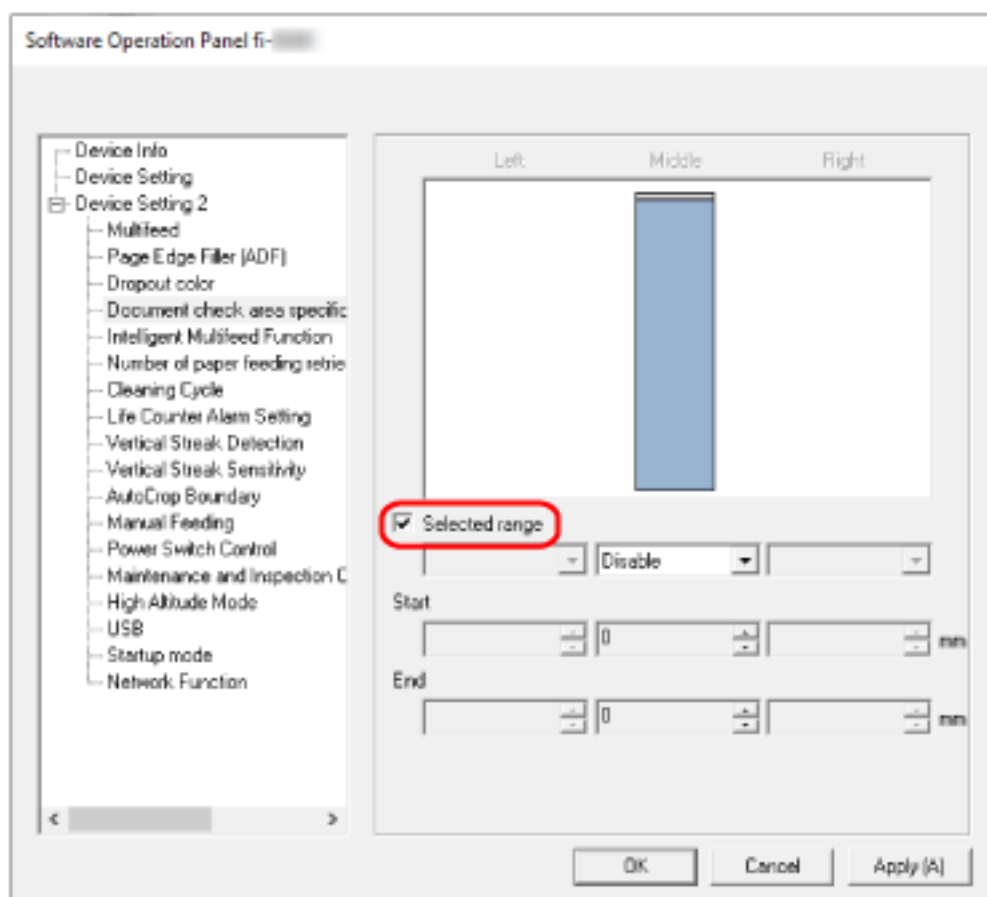 Software Operation Panel fi-
Device Info
Device Setting
Device Setting 2
Multifeed
Page Edge Filler (ADF)
Dropout color
Document check area specific
Intelligent Multifeed Function
Number of paper feeding retrie
Cleaning Cycle
Life Counter Alarm Setting
Vertical Streak Detection
Vertical Streak Sensitivity
AutoCrop Boundary
Manual Feeding
Power Switch Control
Maintenance and Inspection C
High Altitude Mode
USB
Startup mode
Network Function
Left Middle Right
Selected range
Disable
Start
0 mm
End
0 mm
OK Cancel Apply (A)